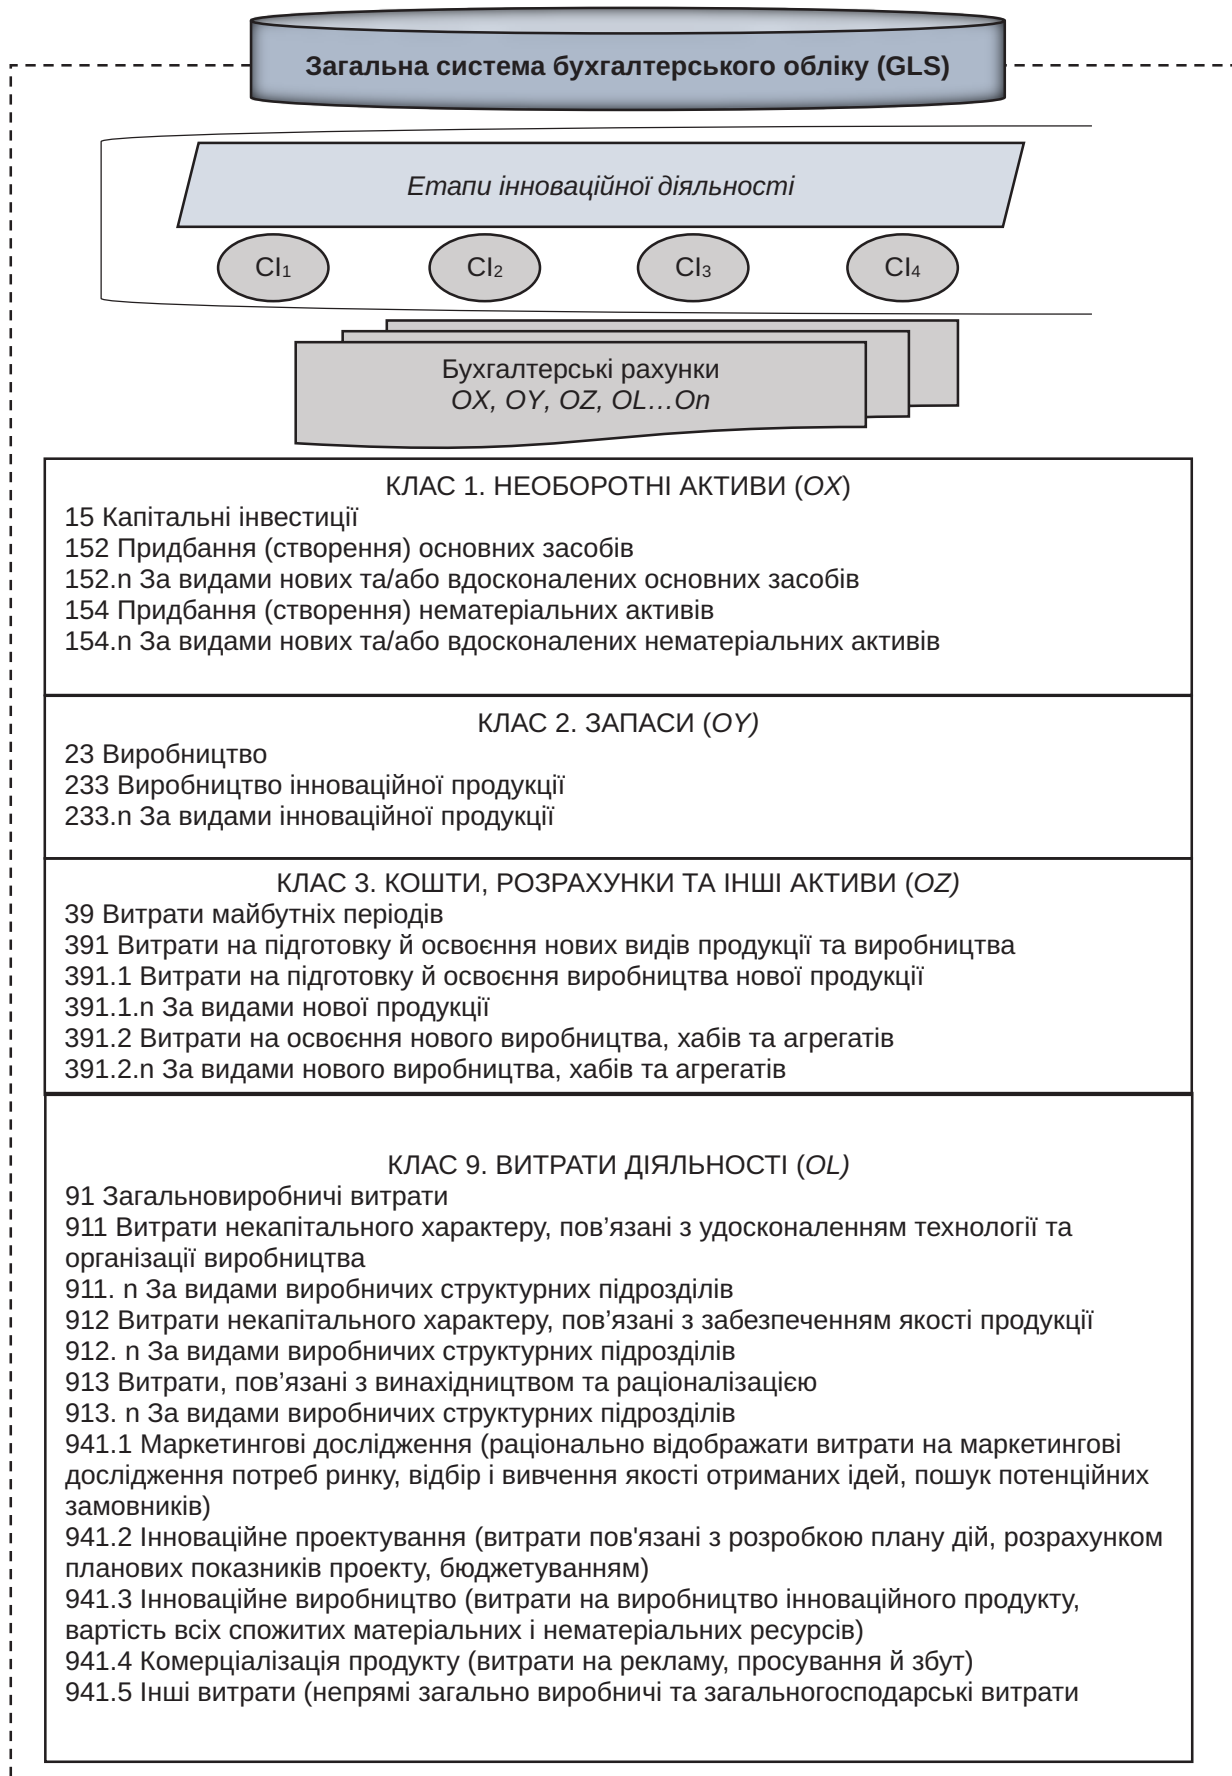 Загальна система бухгалтерського обліку (GLS)
Етапи інноваційної діяльності
CI1 CI2 CI3 CI4
Бухгалтерські рахунки
OX, OY, OZ, OL…On
КЛАС 1. НЕОБОРОТНІ АКТИВИ (OX)
15 Капітальні інвестиції
152 Придбання (створення) основних засобів
152.n За видами нових та/або вдосконалених основних засобів
154 Придбання (створення) нематеріальних активів
154.n За видами нових та/або вдосконалених нематеріальних активів
КЛАС 2. ЗАПАСИ (OY)
23 Виробництво
233 Виробництво інноваційної продукції
233.n За видами інноваційної продукції
КЛАС 3. КОШТИ, РОЗРАХУНКИ ТА ІНШІ АКТИВИ (OZ)
39 Витрати майбутніх періодів
391 Витрати на підготовку й освоєння нових видів продукції та виробництва
391.1 Витрати на підготовку й освоєння виробництва нової продукції
391.1.n За видами нової продукції
391.2 Витрати на освоєння нового виробництва, хабів та агрегатів
391.2.n За видами нового виробництва, хабів та агрегатів
КЛАС 9. ВИТРАТИ ДІЯЛЬНОСТІ (OL)
91 Загальновиробничі витрати
911 Витрати некапітального характеру, пов’язані з удосконаленням технології та
організації виробництва
911. n За видами виробничих структурних підрозділів
912 Витрати некапітального характеру, пов’язані з забезпеченням якості продукції
912. n За видами виробничих структурних підрозділів
913 Витрати, пов’язані з винахідництвом та раціоналізацією
913. n За видами виробничих структурних підрозділів
941.1 Маркетингові дослідження (раціонально відображати витрати на маркетингові
дослідження потреб ринку, відбір і вивчення якості отриманих ідей, пошук потенційних
замовників)
941.2 Інноваційне проектування (витрати пов'язані з розробкою плану дій, розрахунком
планових показників проекту, бюджетуванням)
941.3 Інноваційне виробництво (витрати на виробництво інноваційного продукту,
вартість всіх спожитих матеріальних і нематеріальних ресурсів)
941.4 Комерціалізація продукту (витрати на рекламу, просування й збут)
941.5 Інші витрати (непрямі загально виробничі та загальногосподарські витрати